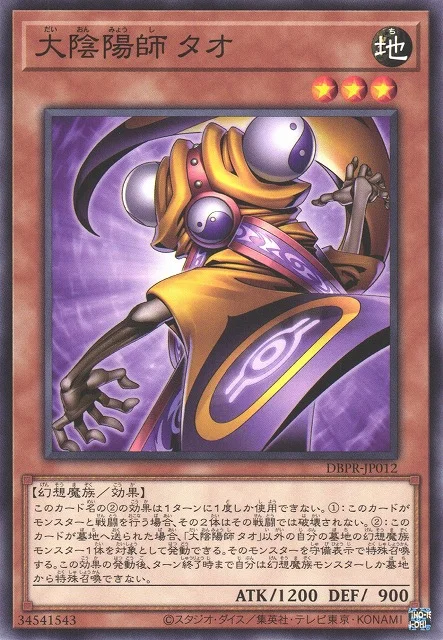 大陰陽師 タオ
地
DBPR-JP012
【幻想魔族/効果】
このカード名の②の効果は1ターンに1度しか使用できない。①:このカードが
モンスターと戦闘を行う場合、その2体はその戦闘では破壊されない。②:このカ
ードが墓地へ送られた場合、「大陰陽師 タオ」以外の自分の墓地の幻想魔族
モンスター1体を対象として発動できる。そのモンスターを守備表示で特殊召喚
する。この効果の発動後、ターン終了時まで自分は幻想魔族モンスターしか墓地
から特殊召喚できない。
ATK/1200 DEF/ 900
34541543 ©スタジオ・ダイス/集英社・テレビ東京・KONAMI